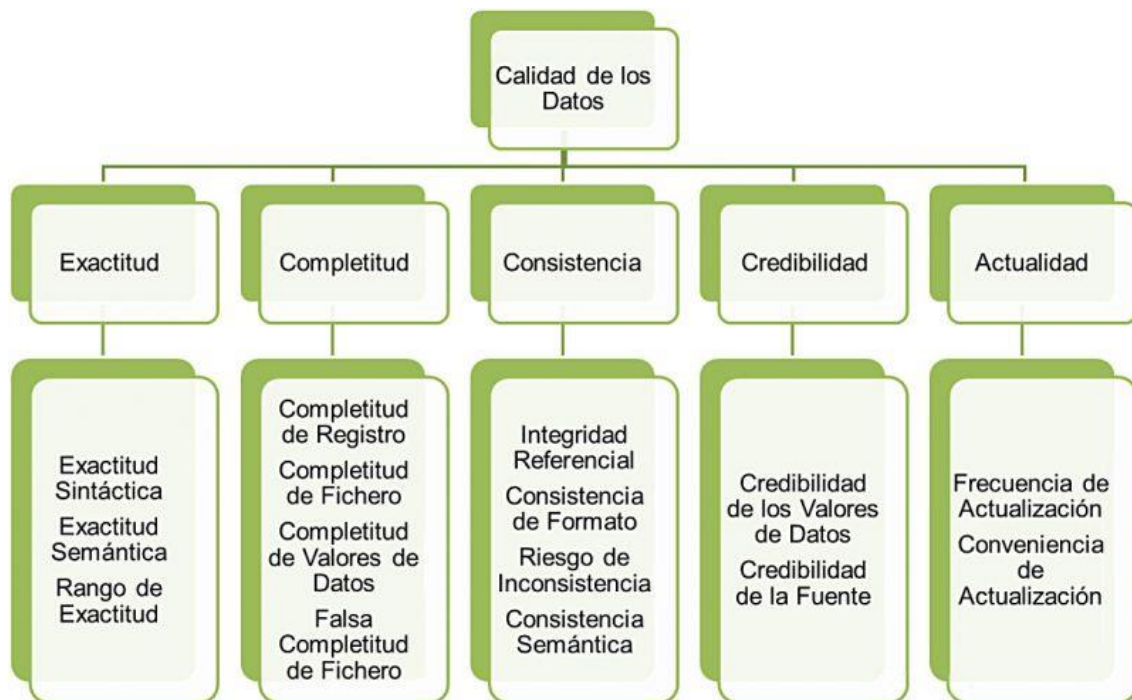 Calidad de los
Datos
Exactitud
Completitud
Consistencia
Credibilidad
Actualidad
Exactitud
Sintáctica
Exactitud
Semántica
Rango de
Exactitud
Completitud
de Registro
Completitud
de Fichero
Completitud
de Valores de
Datos
Falsa
Completitud
de Fichero
Integridad
Referencial
Consistencia
de Formato
Riesgo de
Inconsistencia
Consistencia
Semántica
Credibilidad
de los Valores
de Datos
Credibilidad
de la Fuente
Frecuencia de
Actualización
Conveniencia
de
Actualización